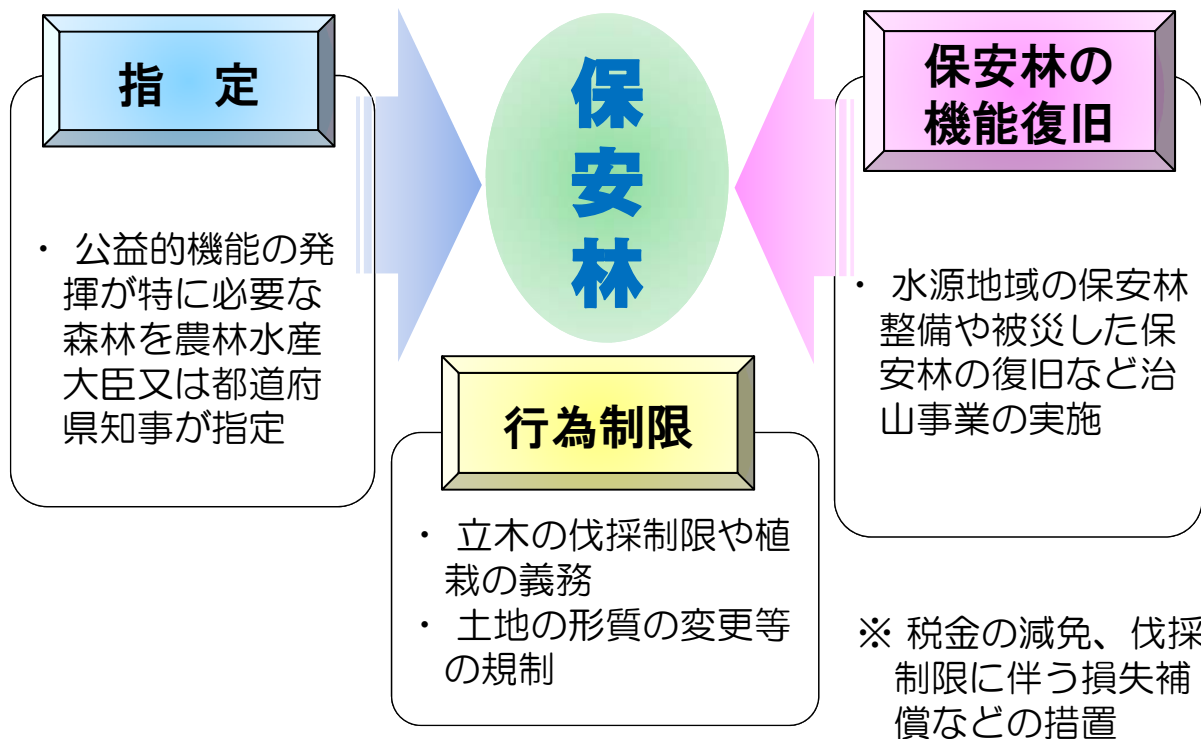 指　定
・ 公益的機能の発
揮が特に必要な
森林を農林水産
大臣又は都道府
県知事が指定
保
安
林
保安林の
機能復旧
・ 水源地域の保安林
整備や被災した保
安林の復旧など治
山事業の実施
行為制限
・ 立木の伐採制限や植
栽の義務
・ 土地の形質の変更等
の規制
※ 税金の減免、伐採
制限に伴う損失補
償などの措置